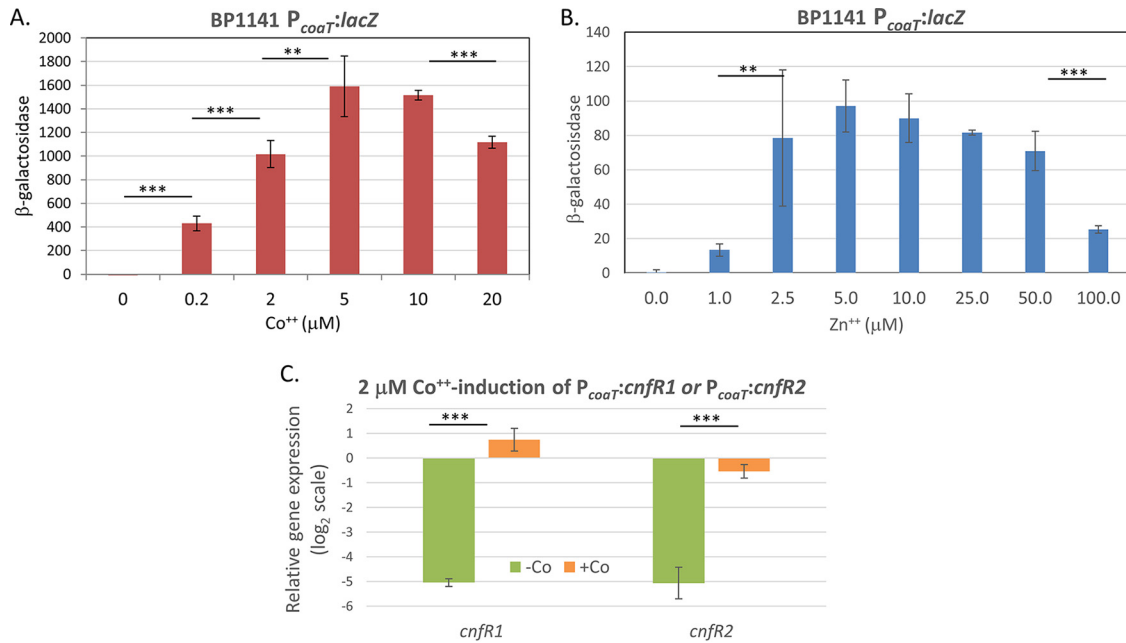 A.
BP1141 PcoaT:lacZ
β-galactosidase
2000
1800
1600
1400
1200
1000
800
600
400
200
0
***
***
**
***
0 0.2 2 5 10 20
Co++ (μM)
B.
BP1141 PcoaT:lacZ
β-galactosisdase
140
120
100
80
60
40
20
0
**
***
0.0 1.0 2.5 5.0 10.0 25.0 50.0 100.0
Zn++ (μM)
C.
2 μM Co++-induction of PcoaT:cnfR1 or PcoaT:cnfR2
Relative gene expression
(log2 scale)
2
1
0
-1
-2
-3
-4
-5
-6
***
***
-Co +Co
cnfR1 cnfR2